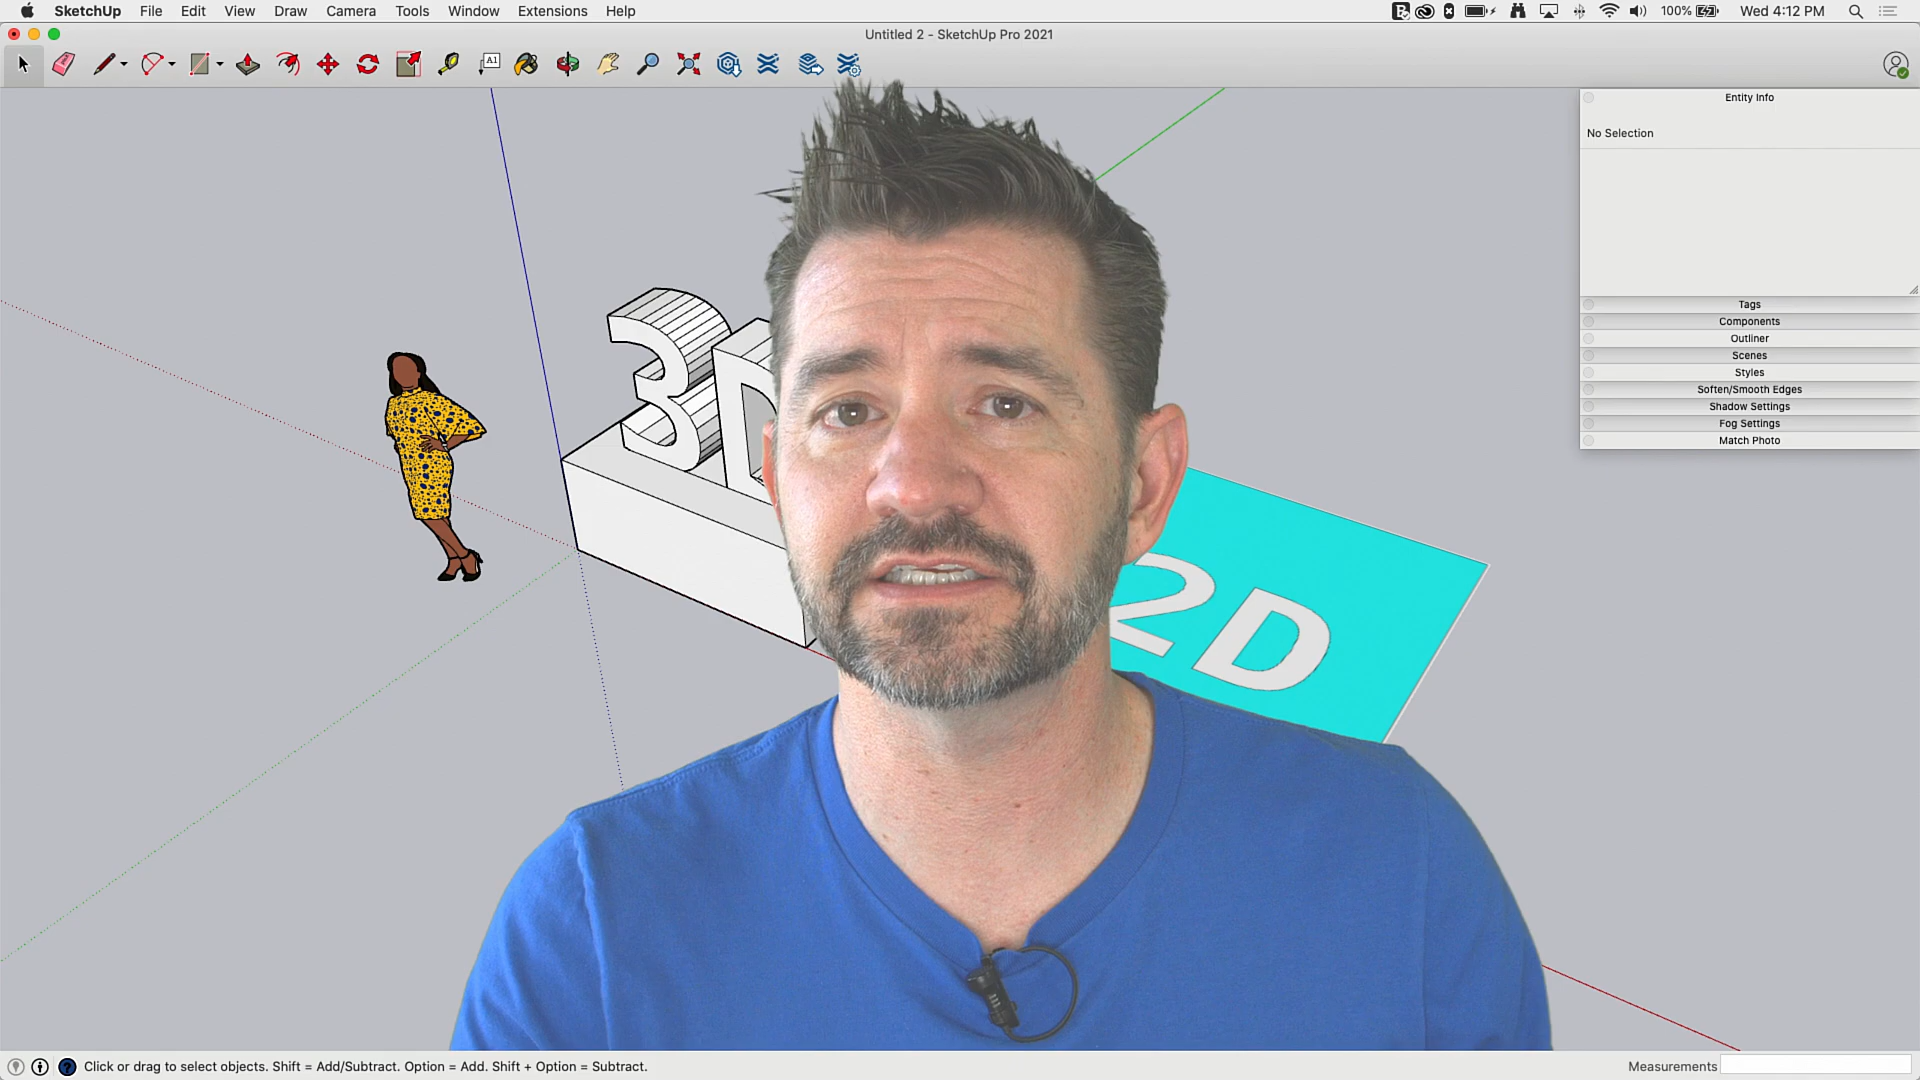 SketchUp File Edit View Draw Camera Tools Window Extensions Help
100% Wed 4:12 PM
Untitled 2 - SketchUp Pro 2021
A1
Entity Info
No Selection
Tags
Components
Outliner
Scenes
Styles
Soften/Smooth Edges
Shadow Settings
Fog Settings
Match Photo
3D
2D
Click or drag to select objects. Shift = Add/Subtract. Option = Add. Shift + Option = Subtract.
Measurements